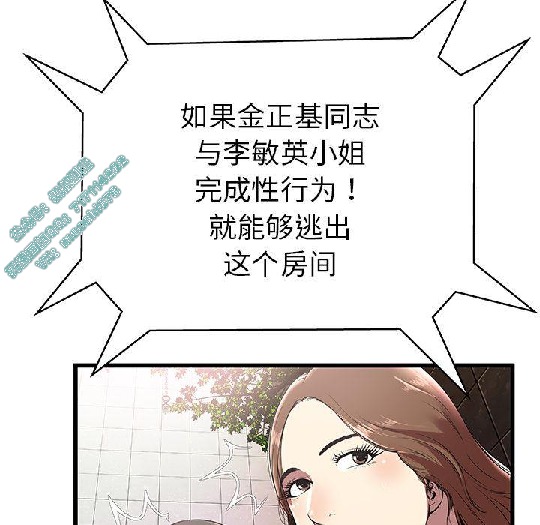 如果金正基同志
与李敏英小姐
完成性行为！
就能够逃出
这个房间